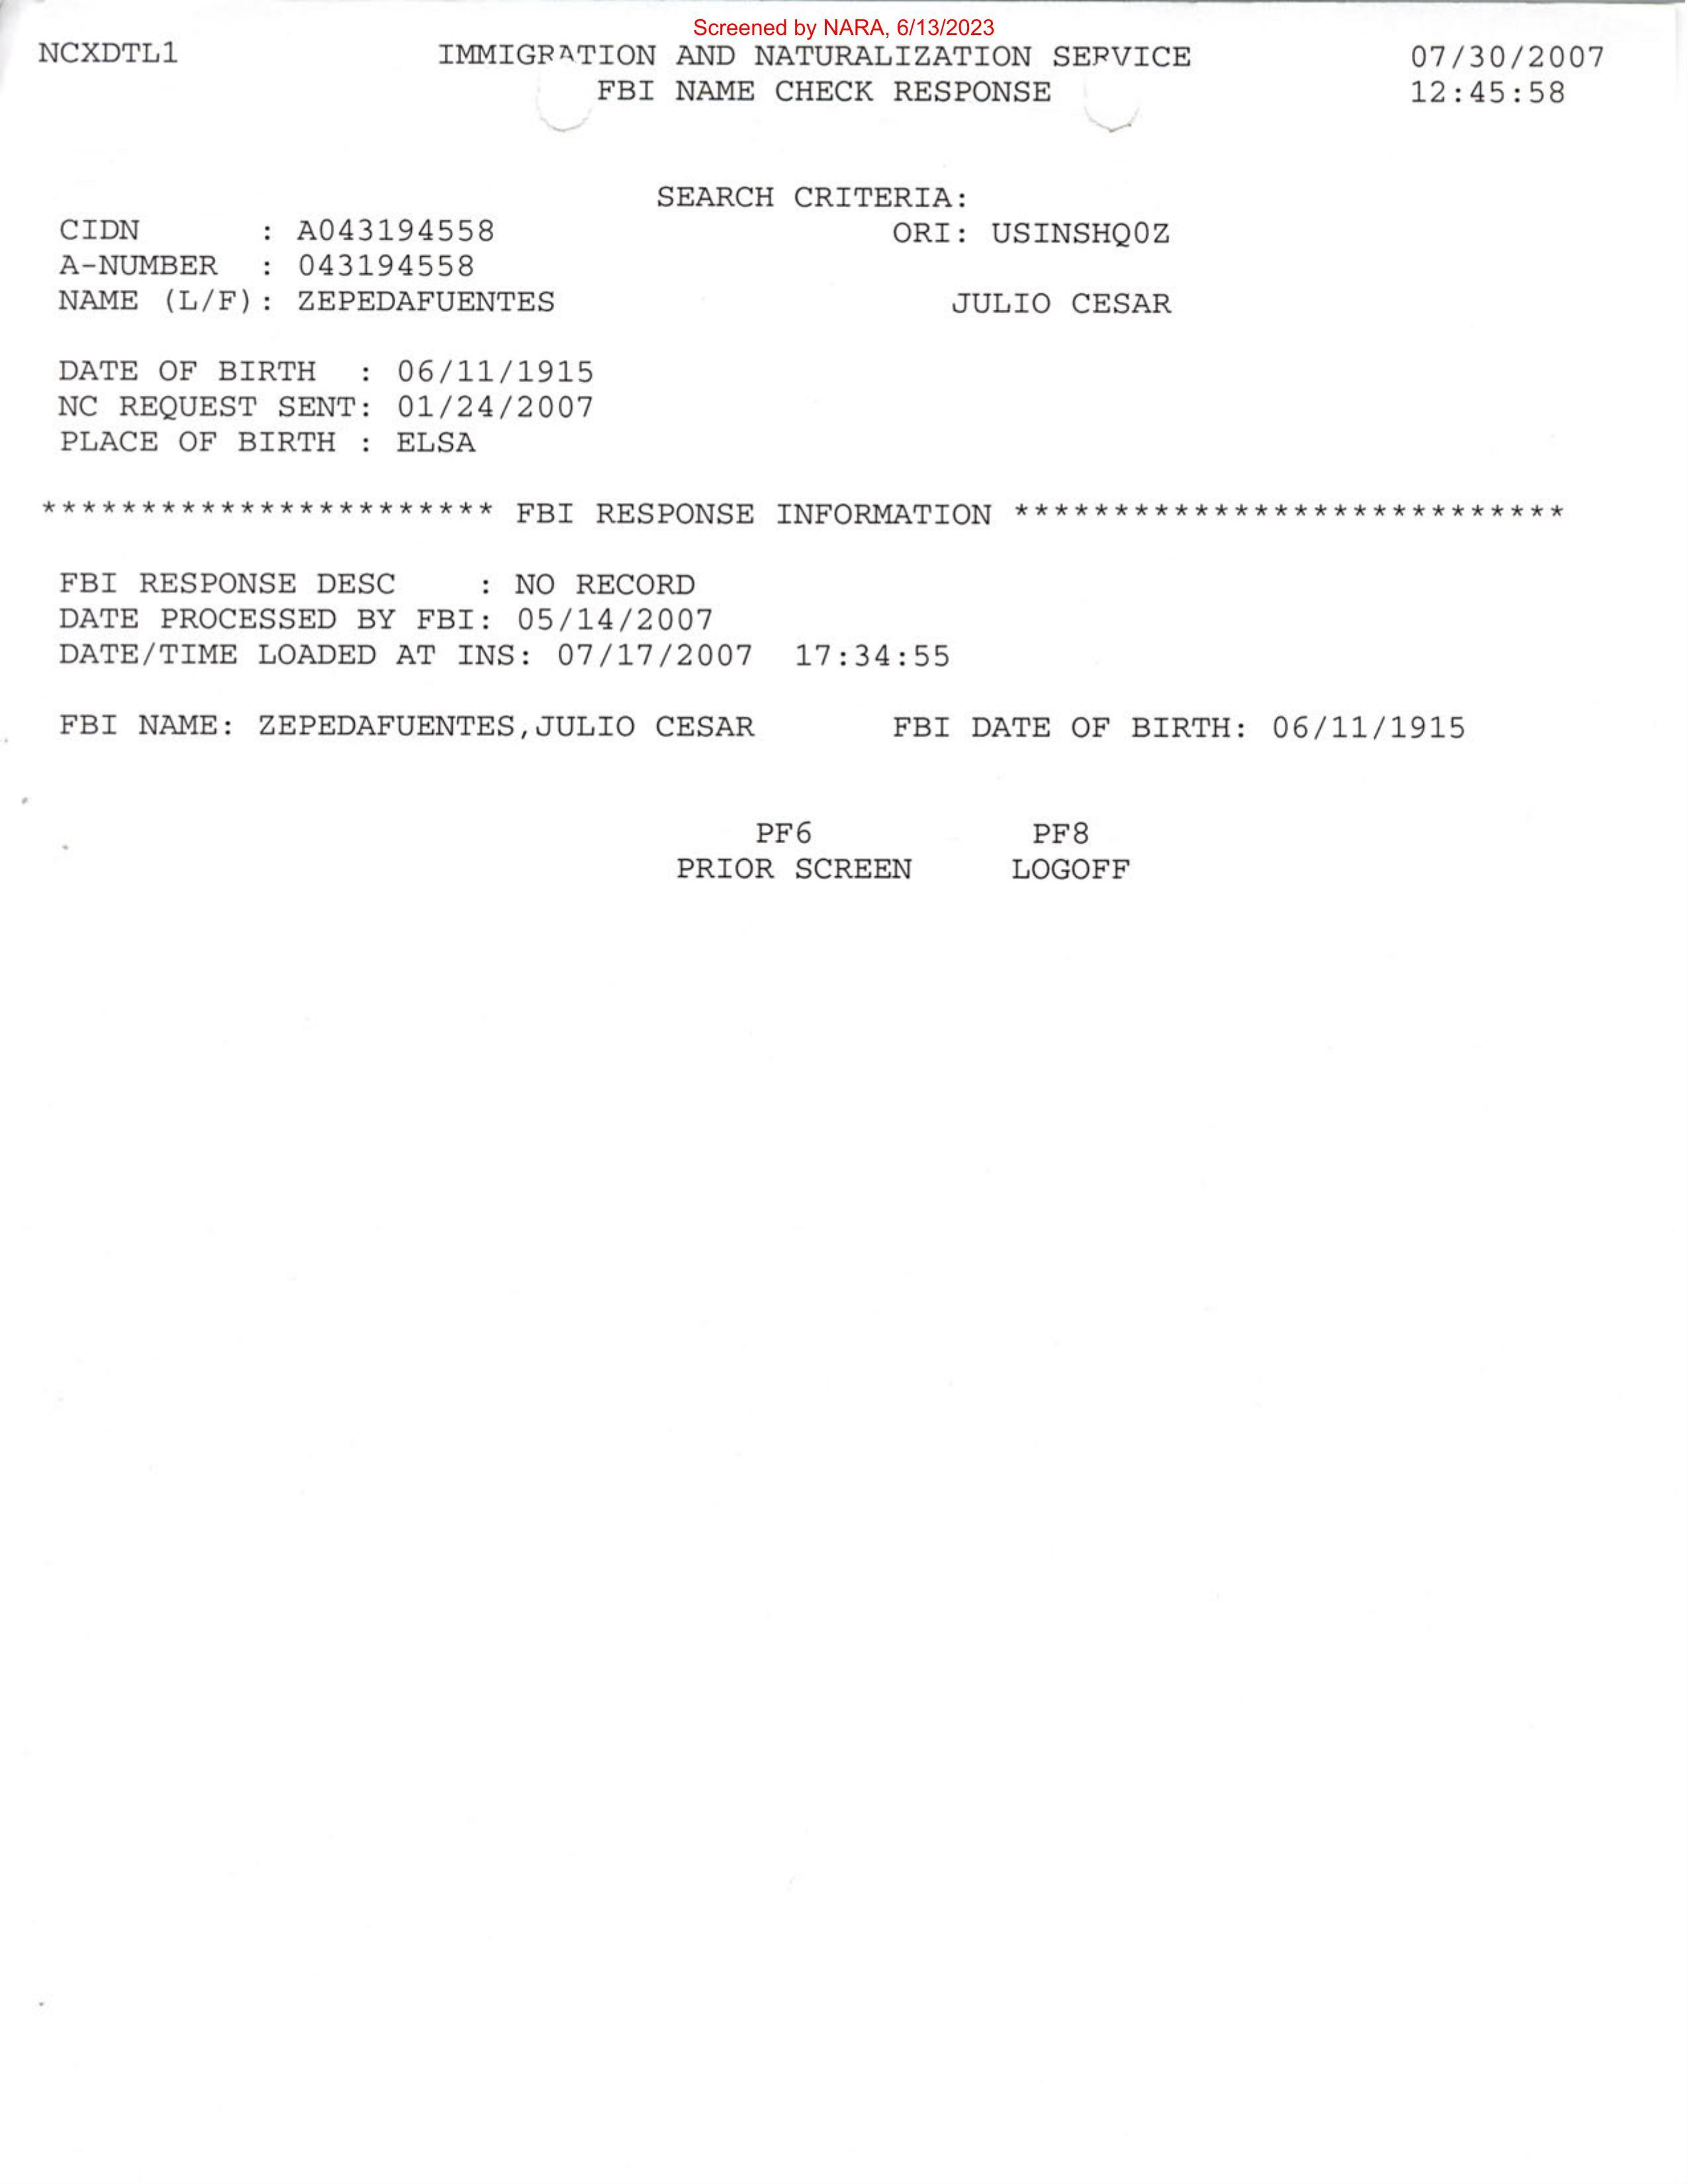 Screened by NARA, 6/13/2023
NCXDTL1 IMMIGRATION AND NATURALIZATION SERVICE 07/30/2007
FBI NAME CHECK RESPONSE 12:45:58
SEARCH CRITERIA:
CIDN : A043194558 ORI: USINSHQ0Z
A-NUMBER : 043194558
NAME (L/F): ZEPEDAFUENTES JULIO CESAR
DATE OF BIRTH : 06/11/1915
NC REQUEST SENT: 01/24/2007
PLACE OF BIRTH : ELSA
*********************** FBI RESPONSE INFORMATION ****************************
FBI RESPONSE DESC : NO RECORD
DATE PROCESSED BY FBI: 05/14/2007
DATE/TIME LOADED AT INS: 07/17/2007 17:34:55
FBI NAME: ZEPEDAFUENTES,JULIO CESAR FBI DATE OF BIRTH: 06/11/1915
PF6 PF8
PRIOR SCREEN LOGOFF